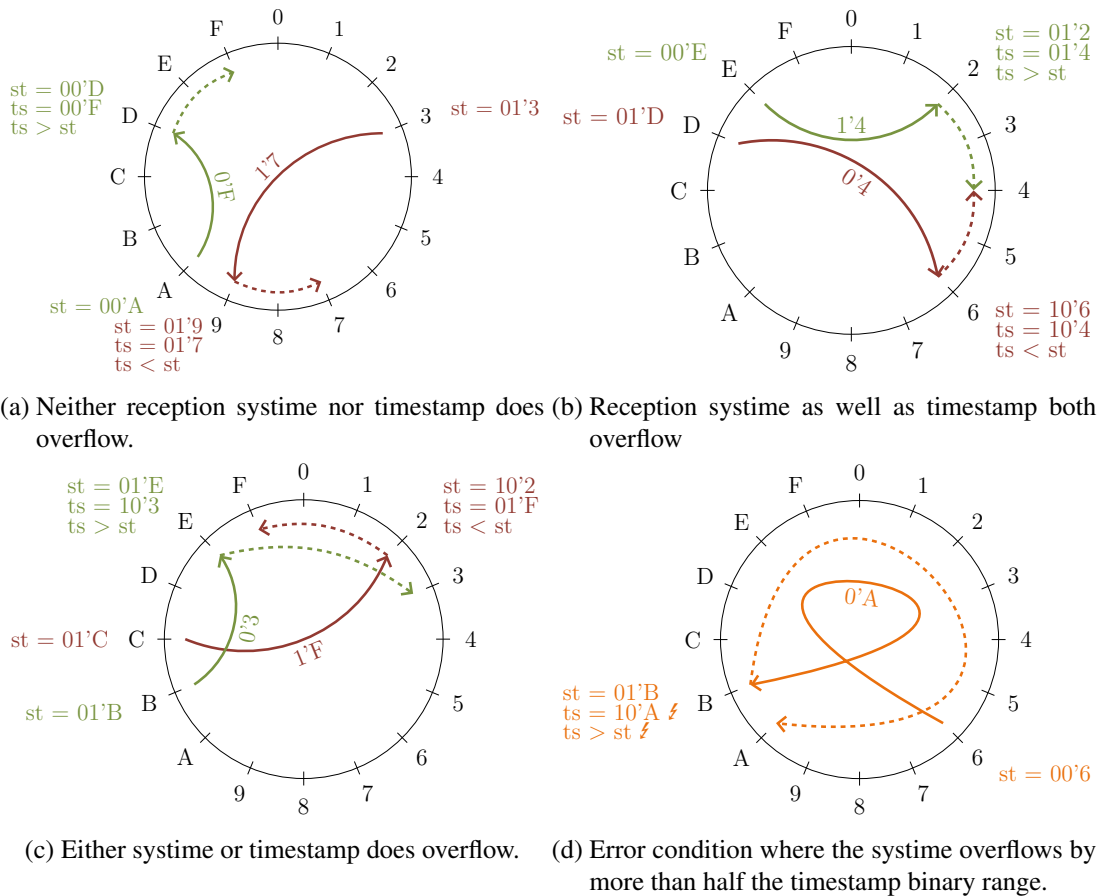 0
1
2
3
4
5
6
7
8
9
A
B
C
D
E
F
st = 00'D
ts = 00'F
ts > st
st = 01'3
1'7
0'F
st = 00'A
st = 01'9
ts = 01'7
ts < st
(a) Neither reception systime nor timestamp does
overflow.
0
1
2
3
4
5
6
7
8
9
A
B
C
D
E
F
st = 00'E
st = 01'2
ts = 01'4
ts > st
st = 01'D
1'4
0'4
st = 10'6
ts = 10'4
ts < st
(b) Reception systime as well as timestamp both
overflow
0
1
2
3
4
5
6
7
8
9
A
B
C
D
E
F
st = 01'E
ts = 10'3
ts > st
st = 10'2
ts = 01'F
ts < st
st = 01'C
0'3
1'F
st = 01'B
(c) Either systime or timestamp does overflow.
0
1
2
3
4
5
6
7
8
9
A
B
C
D
E
F
0'A
st = 01'B
ts = 10'A
ts > st
st = 00'6
(d) Error condition where the systime overflows by
more than half the timestamp binary range.